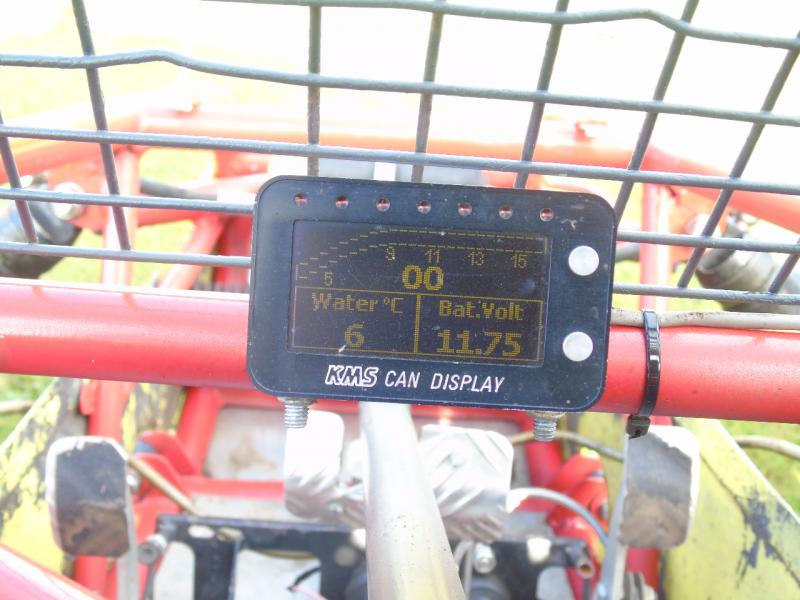 5 9 11 13 15
00
Water °C Bat.Volt
6 11.75
KMS CAN DISPLAY